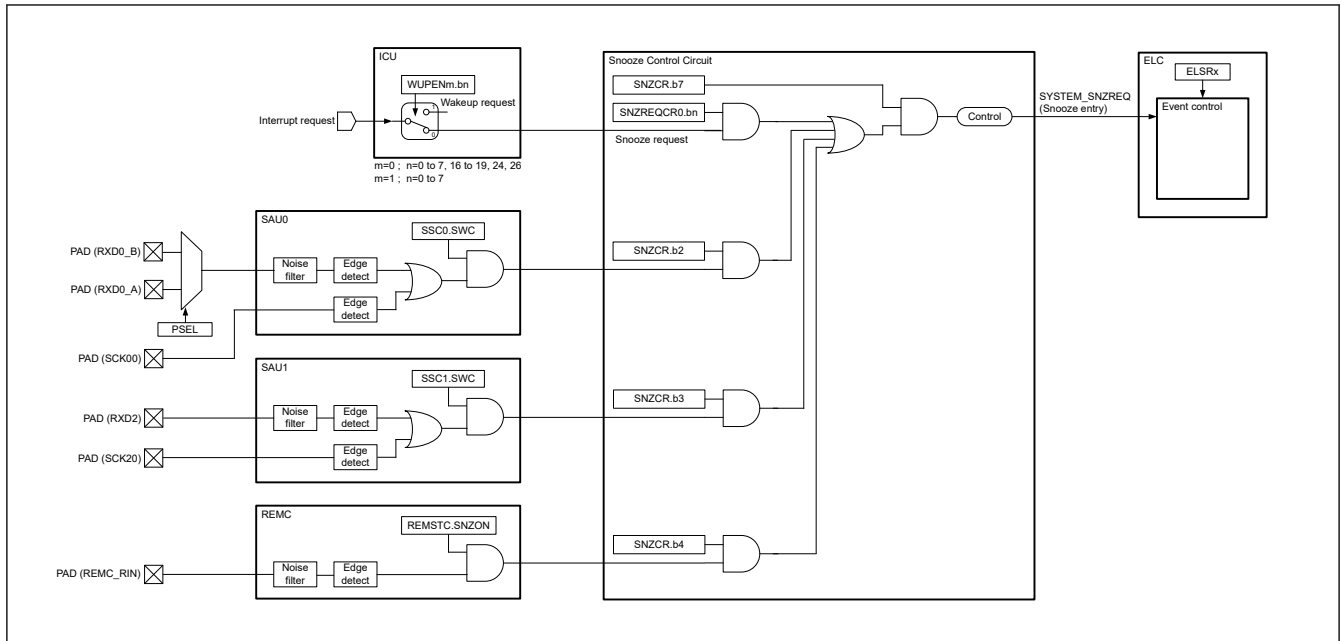 ICU
WUPENm.bn
Wakeup request
1
0
Interrupt request
m=0 ; n=0 to 7, 16 to 19, 24, 26
m=1 ; n=0 to 7
Snooze Control Circuit
SNZCR.b7
SNZREQCR0.bn
Snooze request
Control
SYSTEM_SNZREQ
(Snooze entry)
ELC
ELSRx
Event control
SAU0
SSC0.SWC
PAD (RXD0_B)
PAD (RXD0_A)
PSEL
PAD (SCK00)
Noise
filter
Edge
detect
Edge
detect
SNZCR.b2
SAU1
SSC1.SWC
PAD (RXD2)
Noise
filter
Edge
detect
PAD (SCK20)
Edge
detect
SNZCR.b3
REMC
REMSTC.SNZON
PAD (REMC_RIN)
Noise
filter
Edge
detect
SNZCR.b4